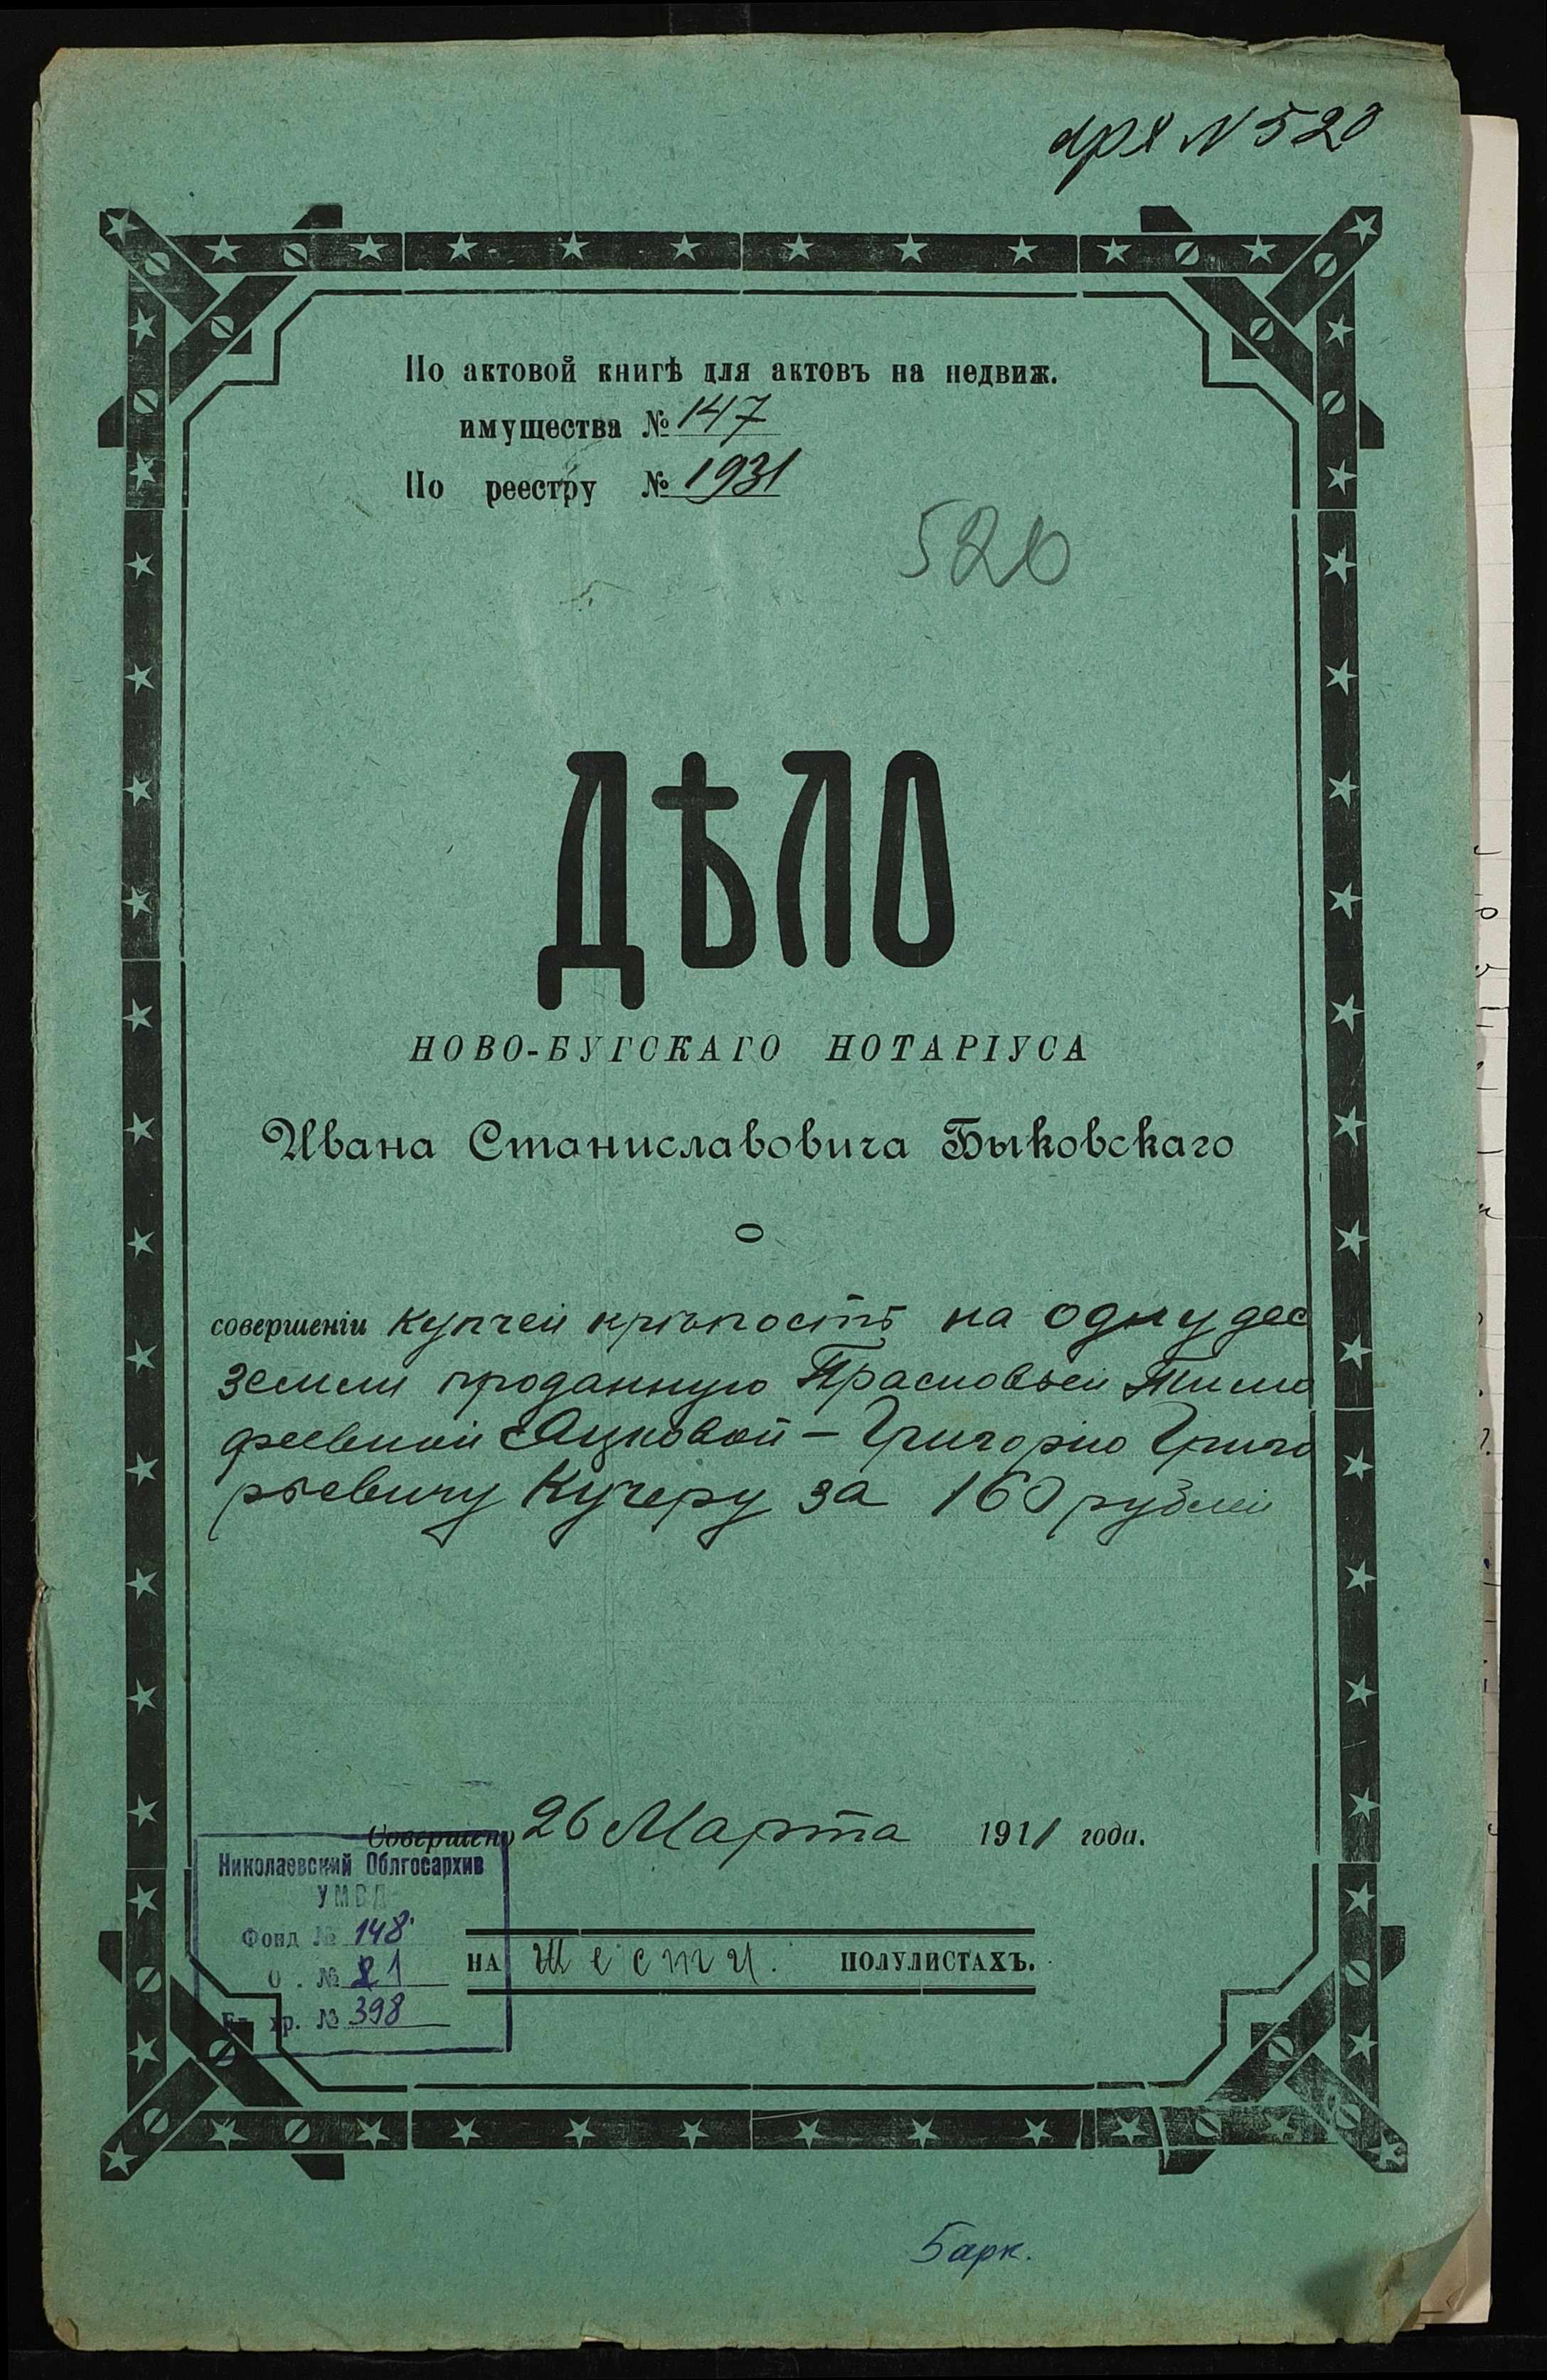 арх N 520
По актовой книгѣ для актовъ на недвиж.
имущества № 147
По реестру № 1931
520
ДѢЛО
НОВО-БУГСКАГО НОТАРІУСА
Ивана Станиславовича Быковскаго
о
совершеніи купчей крѣпости на одну дес
земли проданную Прасковьей Тимо
феевной Яцковой – Григорію Григо
рьевичу Кучеру за 160 рублей
Совершено 26 Марта 1911 года.
Николаевский Облгосархив
УМВД
Фонд № 148
О . № 21
Ед. хр. № 398
НА шести. ПОЛУЛИСТАХЪ.
5 арк.